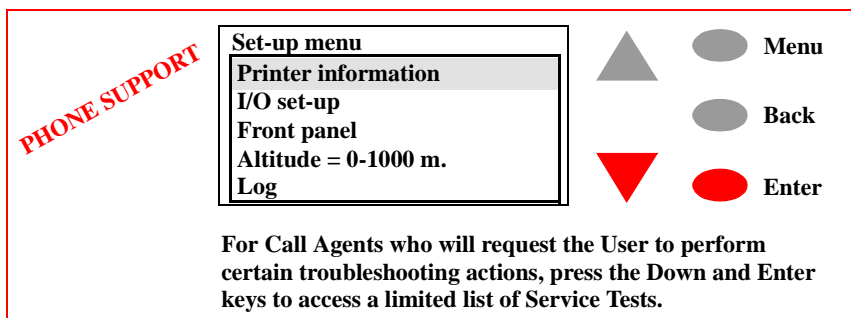 PHONE SUPPORT
Set-up menu
Printer information
I/O set-up
Front panel
Altitude = 0-1000 m.
Log
Menu
Back
Enter
For Call Agents who will request the User to perform
certain troubleshooting actions, press the Down and Enter
keys to access a limited list of Service Tests.